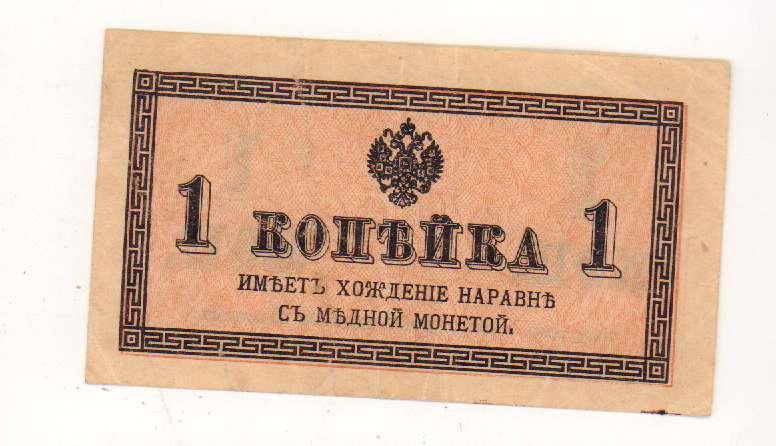 1 КОПѢЙКА 1
ИМѢЕТЪ ХОЖДЕНІЕ НАРАВНѢ
СЪ МѢДНОЙ МОНЕТОЙ.